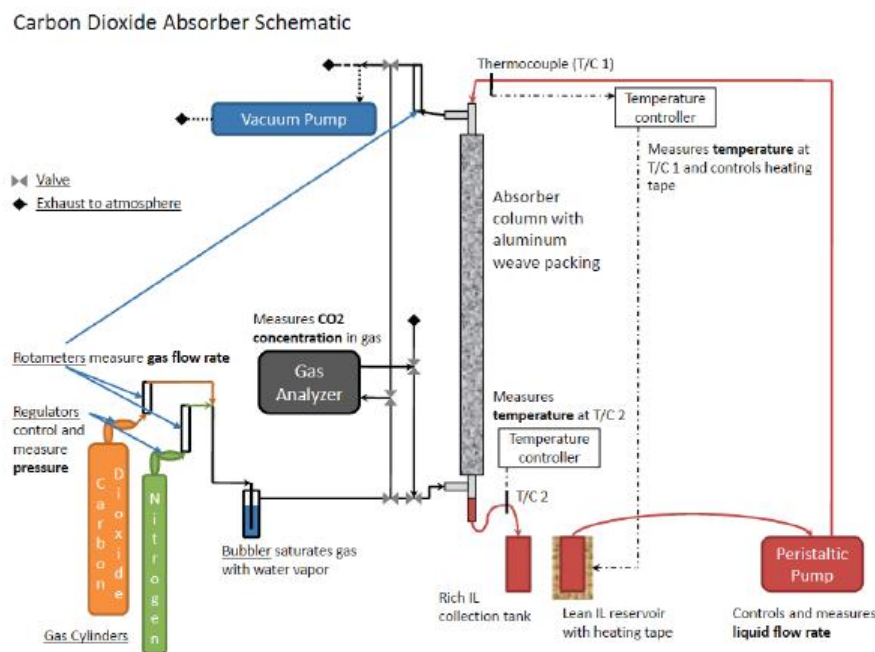 Carbon Dioxide Absorber Schematic
Thermocouple (T/C 1)
Temperature
controller
Vacuum Pump
Measures temperature at
T/C 1 and controls heating
tape
Valve
Exhaust to atmosphere
Absorber
column with
aluminum
weave packing
Measures CO2
concentration in gas
Rotameters measure gas flow rate
Gas
Analyzer
Measures
temperature at T/C 2
Regulators
control and
measure
pressure
Temperature
controller
T/C 2
Carbon
Dioxide
Nitrogen
Bubbler saturates gas
with water vapor
Peristaltic
Pump
Rich IL
collection tank
Lean IL reservoir
with heating tape
Controls and measures
liquid flow rate
Gas Cylinders